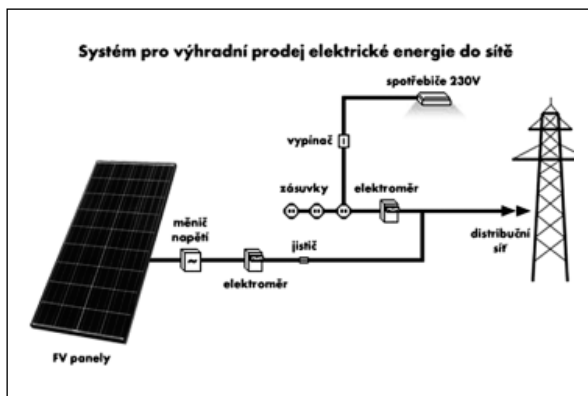 Systém pro výhradní prodej elektrické energie do sítě
spotřebiče 230V
vypínač
zásuvky
elektroměr
měnič
napětí
jistič
distribuční
síť
elektroměr
FV panely